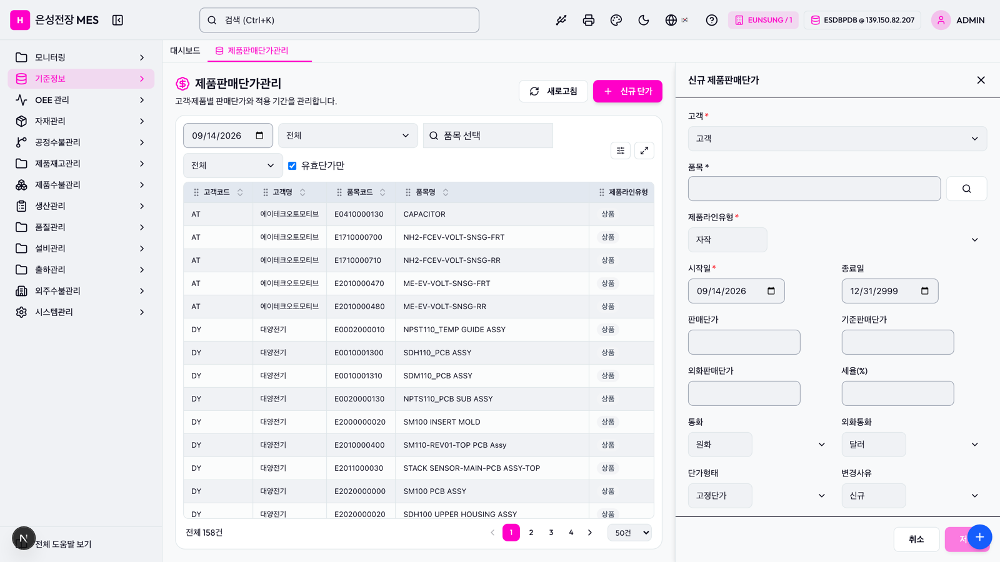 H 은성전장 MES
검색 (Ctrl+K)
EUNSUNG / 1
ESDBPDB @ 139.150.82.207
ADMIN
모니터링
기준정보
OEE 관리
자재관리
공정수불관리
제품재고관리
제품수불관리
생산관리
품질관리
설비관리
출하관리
외주수불관리
시스템관리
N
전체 도움말 보기
대시보드
제품판매단가관리
제품판매단가관리
고객·제품별 판매단가와 적용 기간을 관리합니다.
새로고침
신규 단가
09/14/2026
전체
품목 선택
전체
유효단가만
고객코드 고객명 품목코드 품목명 제품라인유형
AT 에이테크오토모티브 E0410000130 CAPACITOR 상품
AT 에이테크오토모티브 E1710000700 NH2-FCEV-VOLT-SNSG-FRT 상품
AT 에이테크오토모티브 E1710000710 NH2-FCEV-VOLT-SNSG-RR 상품
AT 에이테크오토모티브 E2010000470 ME-EV-VOLT-SNSG-FRT 상품
AT 에이테크오토모티브 E2010000480 ME-EV-VOLT-SNSG-RR 상품
DY 대양전기 E0002000010 NPST110_TEMP GUIDE ASSY 상품
DY 대양전기 E0010001300 SDH110_PCB ASSY 상품
DY 대양전기 E0010001310 SDM110_PCB ASSY 상품
DY 대양전기 E0020000130 NPTS110_PCB SUB ASSY 상품
DY 대양전기 E2000000020 SM100 INSERT MOLD 상품
DY 대양전기 E2010000400 SM110-REV01-TOP PCB Assy 상품
DY 대양전기 E2011000030 STACK SENSOR-MAIN-PCB ASSY-TOP 상품
DY 대양전기 E2020000000 SM100 PCB ASSY 상품
DY 대양전기 E2020000020 SDH100 UPPER HOUSING ASSY 상품
전체 158건
1 2 3 4
50건
신규 제품판매단가
고객 *
고객
품목 *
제품라인유형 *
자작
시작일 * 종료일
09/14/2026 12/31/2999
판매단가 기준판매단가
외화판매단가 세율(%)
통화 외화통화
원화 달러
단가형태 변경사유
고정단가 신규
취소